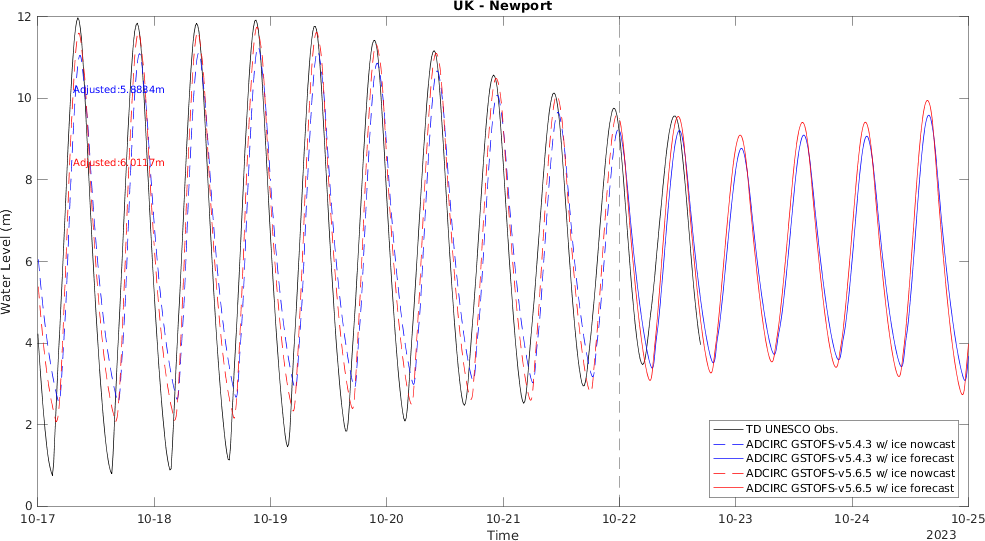 UK - Newport
12
10
8
6
4
2
0
Water Level (m)
Adjusted:5.8834m
Adjusted:6.0117m
TD UNESCO Obs.
ADCIRC GSTOFS-v5.4.3 w/ ice nowcast
ADCIRC GSTOFS-v5.4.3 w/ ice forecast
ADCIRC GSTOFS-v5.6.5 w/ ice nowcast
ADCIRC GSTOFS-v5.6.5 w/ ice forecast
10-17 10-18 10-19 10-20 10-21 10-22 10-23 10-24 10-25
Time
2023